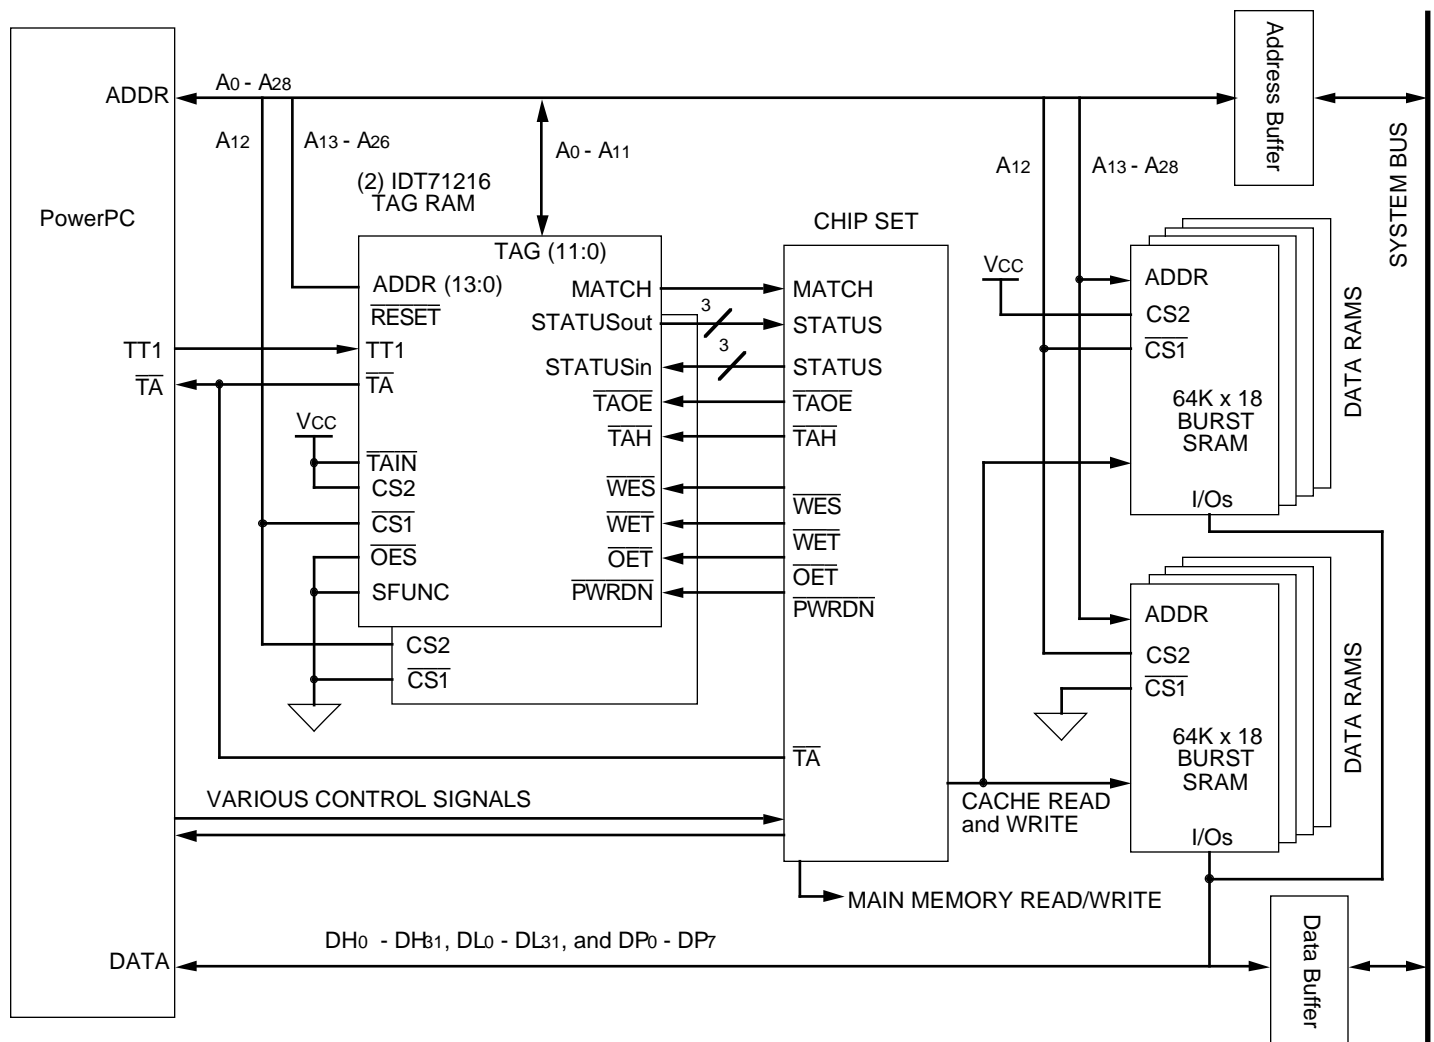 PowerPC
ADDR
TT1
TA
DATA
A0 - A28
A12
A13 - A26
A0 - A11
(2) IDT71216
TAG RAM
TAG (11:0)
ADDR (13:0)
RESET
TT1
TA
VCC
TAIN
CS2
CS1
OES
SFUNC
MATCH
STATUSout
STATUSin
TAOE
TAH
WES
WET
OET
PWRDN
CS2
CS1
3
3
CHIP SET
MATCH
STATUS
STATUS
TAOE
TAH
WES
WET
OET
PWRDN
TA
VARIOUS CONTROL SIGNALS
CACHE READ
and WRITE
MAIN MEMORY READ/WRITE
DH0 - DH31, DL0 - DL31, and DP0 - DP7
A12
A13 - A28
VCC
ADDR
CS2
CS1
64K x 18
BURST
SRAM
I/Os
DATA RAMS
ADDR
CS2
CS1
64K x 18
BURST
SRAM
I/Os
DATA RAMS
Address Buffer
SYSTEM BUS
Data Buffer